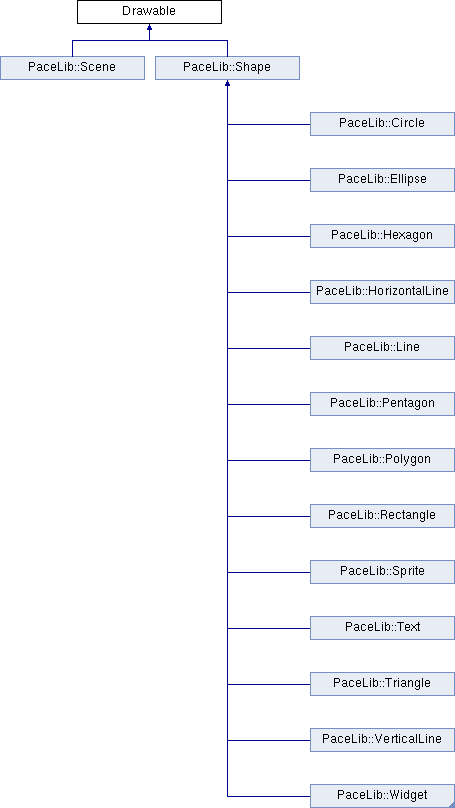 Drawable
PaceLib::Scene
PaceLib::Shape
PaceLib::Circle
PaceLib::Ellipse
PaceLib::Hexagon
PaceLib::HorizontalLine
PaceLib::Line
PaceLib::Pentagon
PaceLib::Polygon
PaceLib::Rectangle
PaceLib::Sprite
PaceLib::Text
PaceLib::Triangle
PaceLib::VerticalLine
PaceLib::Widget